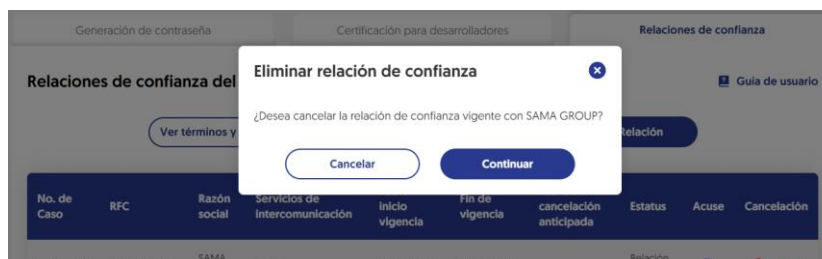 Generación de contraseña
Certificación para desarrolladores
Relaciones de confianza
Eliminar relación de confianza
Relaciones de confianza del
Guía de usuario
¿Desea cancelar la relación de confianza vigente con SAMA GROUP?
Ver términos y
Relación
Cancelar
Continuar
No. de Caso
RFC
Razón social
Servicios de Intercomunicación
inicio vigencia
Fin de vigencia
cancelación anticipada
Estatus
Acuse
Cancelación
SAMA
Relación